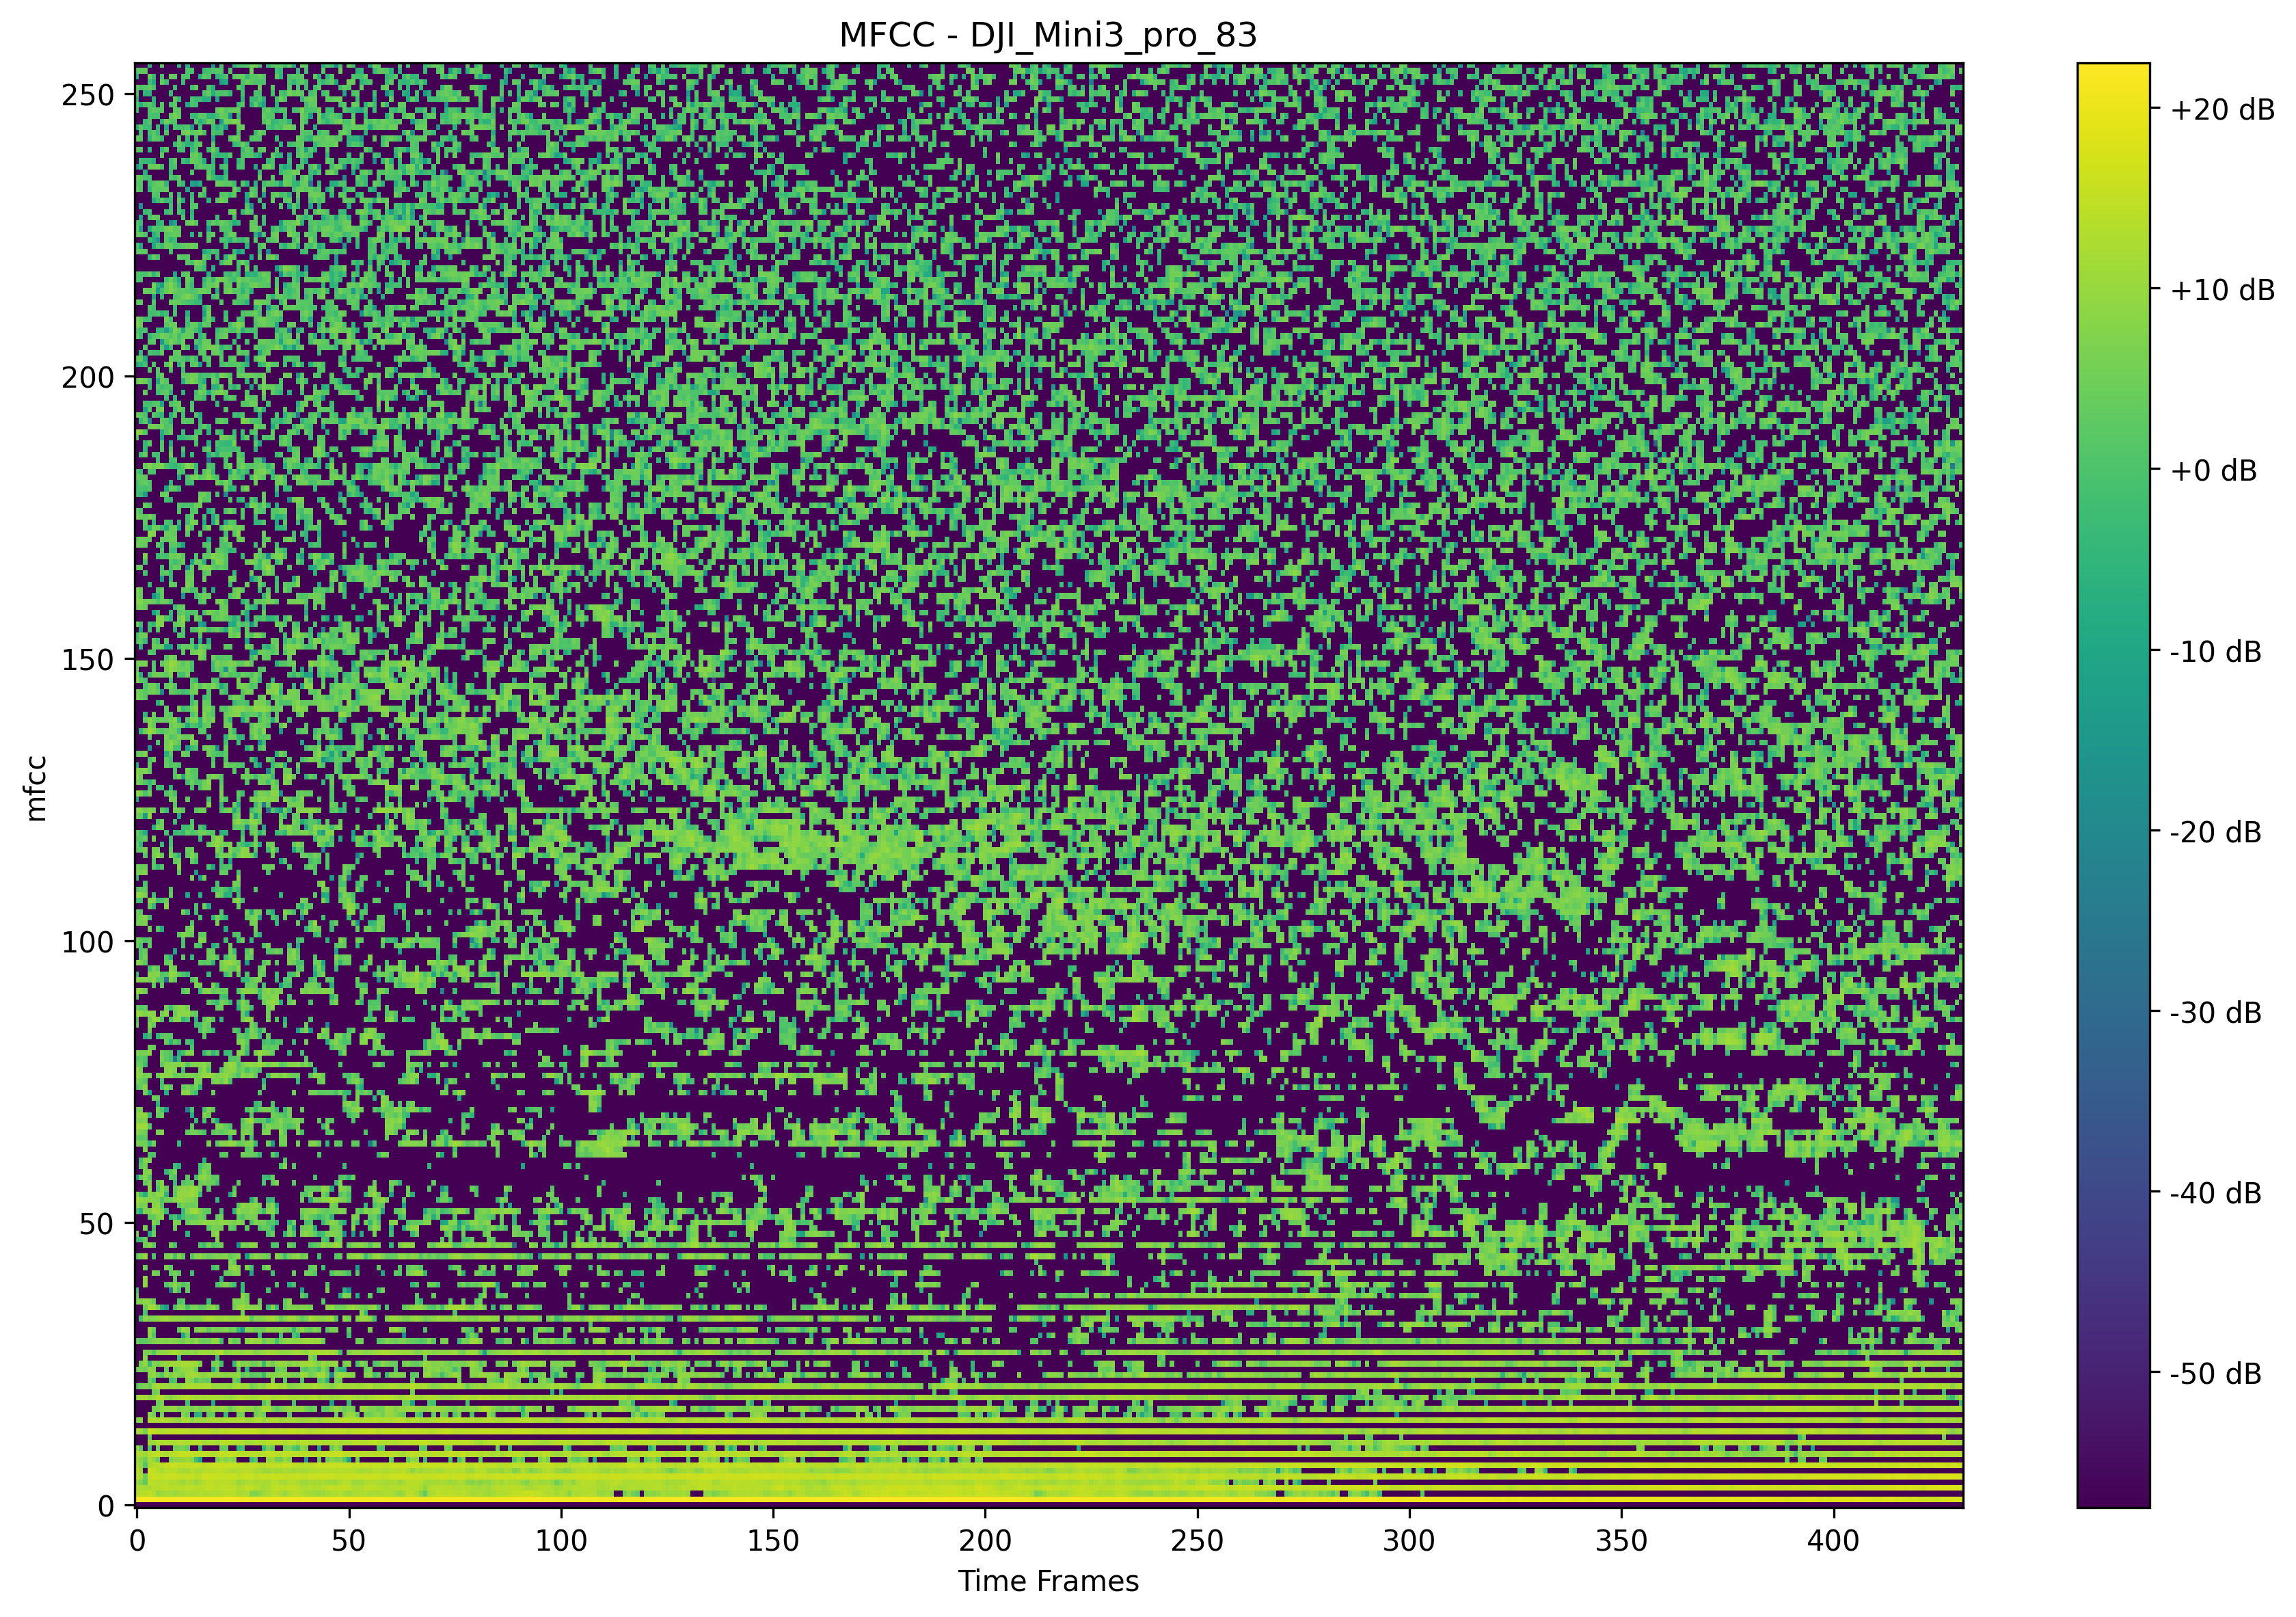 MFCC - DJI_Mini3_pro_83
250
200
150
100
50
0
mfcc
0 50 100 150 200 250 300 350 400
Time Frames
+20 dB
+10 dB
+0 dB
-10 dB
-20 dB
-30 dB
-40 dB
-50 dB